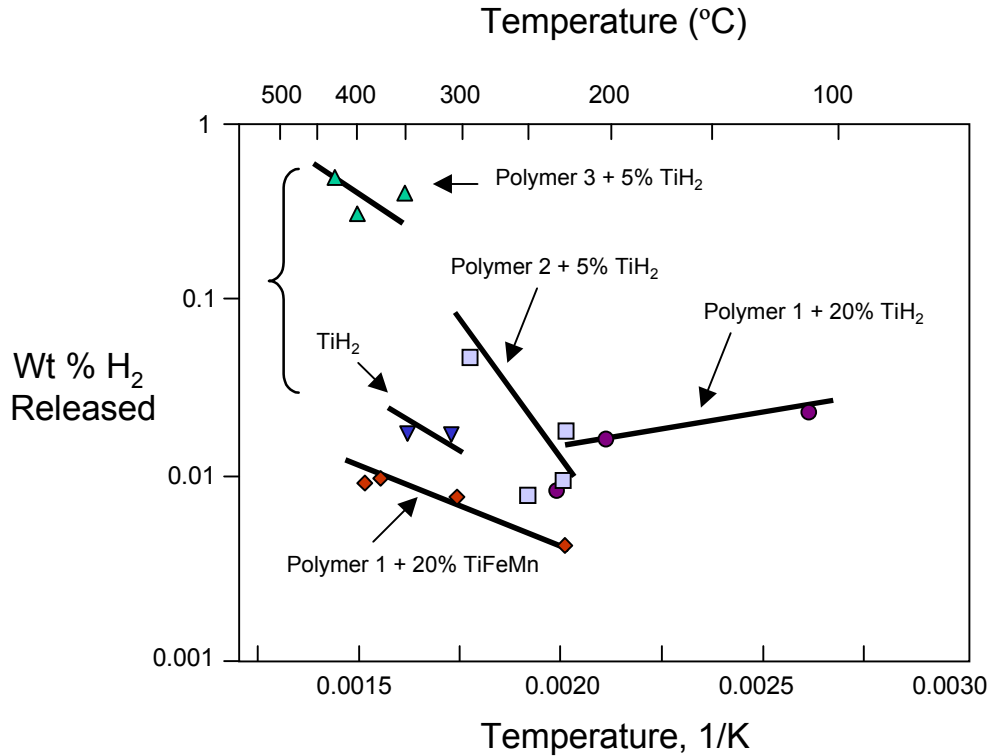 Temperature (ºC)
500 400 300 200 100
1
Polymer 3 + 5% TiH₂
Polymer 2 + 5% TiH₂
0.1
Polymer 1 + 20% TiH₂
TiH₂
Wt % H₂
Released
0.01
Polymer 1 + 20% TiFeMn
0.001
0.0015 0.0020 0.0025 0.0030
Temperature, 1/K